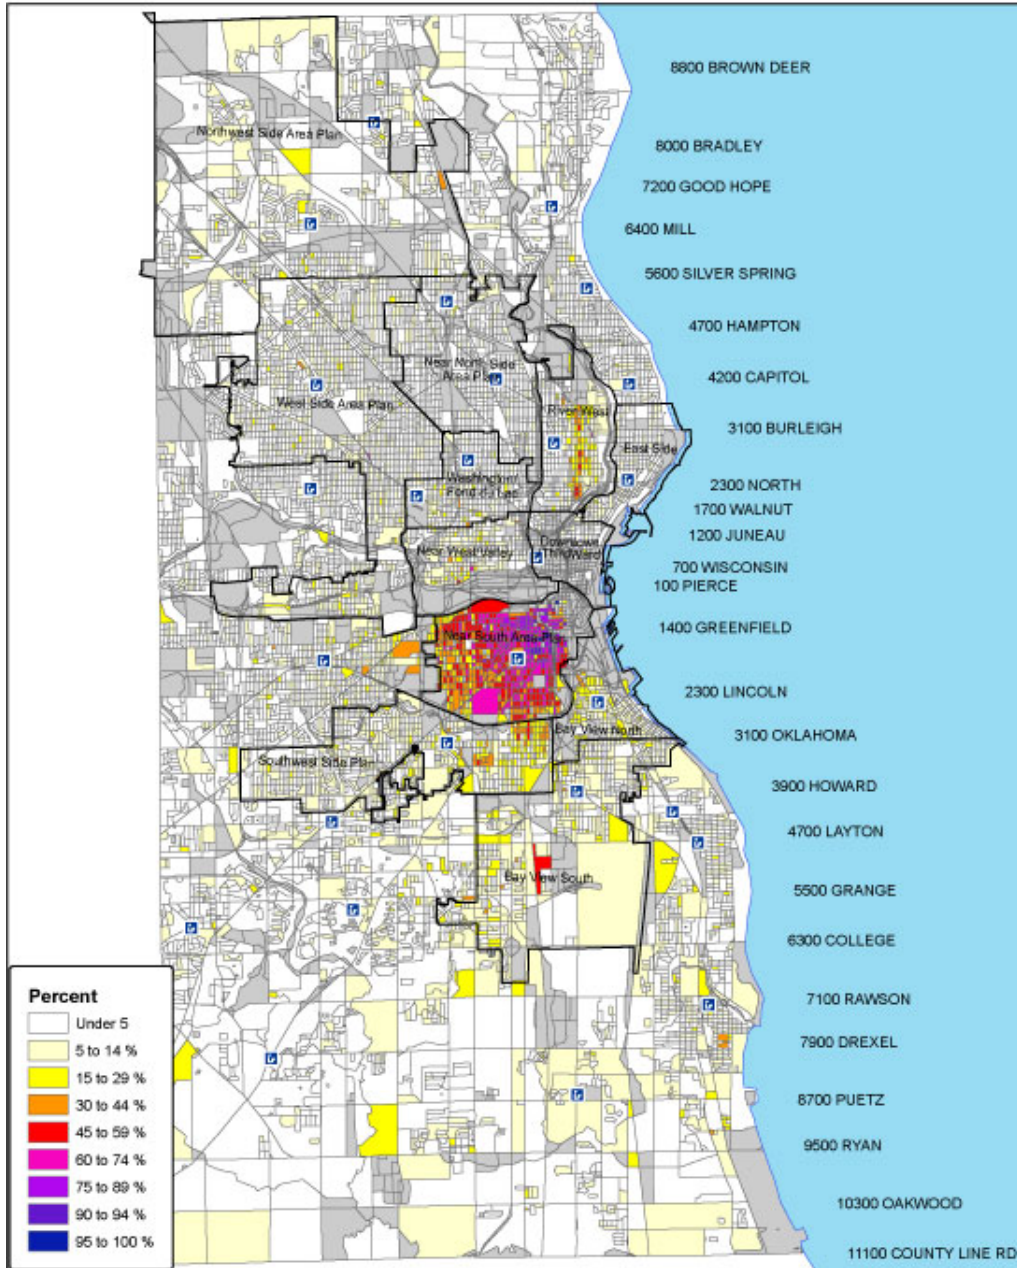 8800 BROWN DEER
Northwest Side Area Plan
8000 BRADLEY
7200 GOOD HOPE
6400 MILL
5600 SILVER SPRING
4700 HAMPTON
Near North Side
Area Plan
4200 CAPITOL
West Side Area Plan
River West
3100 BURLEIGH
East Side
Washington
Fond du Lac
2300 NORTH
1700 WALNUT
1200 JUNEAU
Downtown
Third Ward
Near West Valley
700 WISCONSIN
100 PIERCE
1400 GREENFIELD
Near South Area Plan
2300 LINCOLN
Bay View North
3100 OKLAHOMA
Southwest Side Plan
3900 HOWARD
4700 LAYTON
Bay View South
5500 GRANGE
6300 COLLEGE
7100 RAWSON
7900 DREXEL
8700 PUETZ
9500 RYAN
10300 OAKWOOD
11100 COUNTY LINE RD
Percent
Under 5
5 to 14 %
15 to 29 %
30 to 44 %
45 to 59 %
60 to 74 %
75 to 89 %
90 to 94 %
95 to 100 %